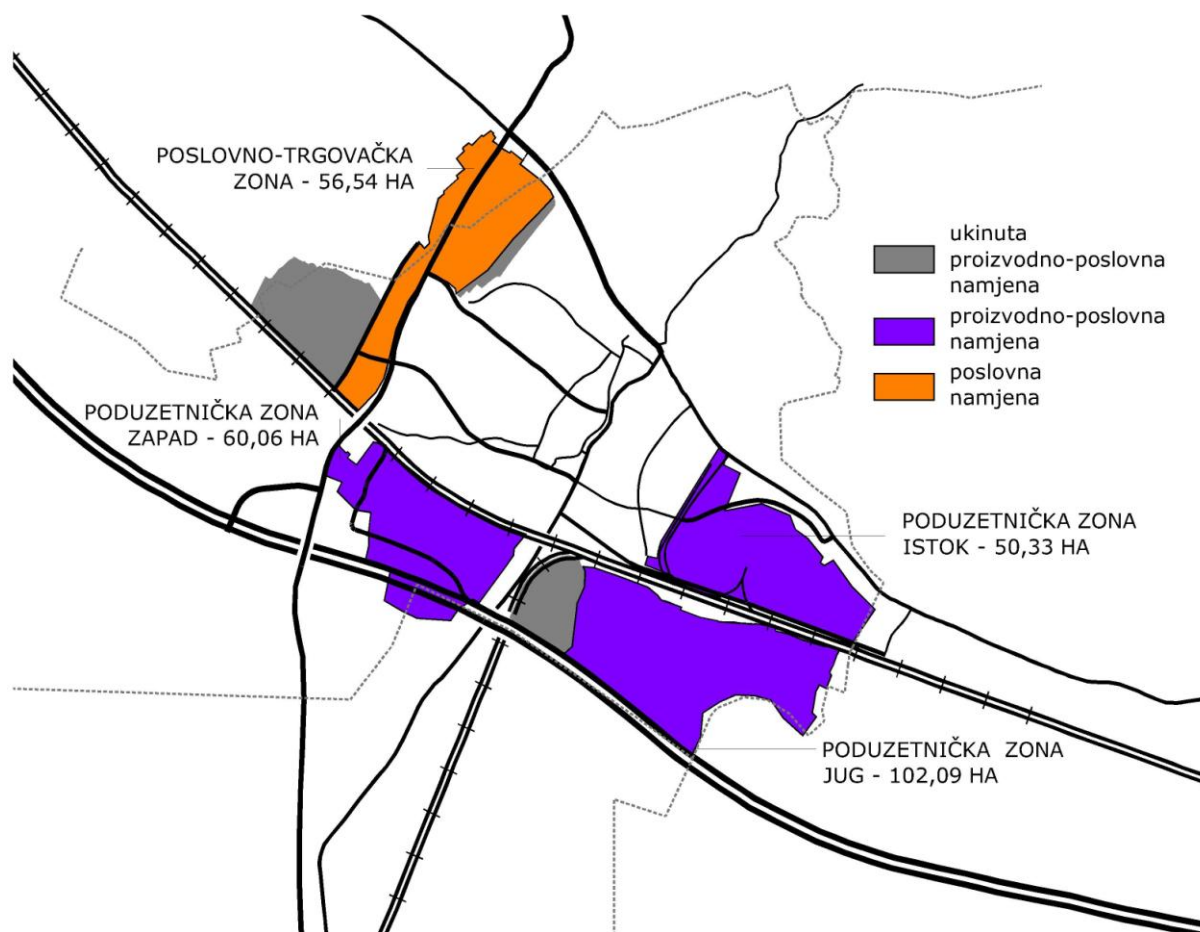 POSLOVNO-TRGOVAČKA
ZONA - 56,54 HA
ukinuta
proizvodno-poslovna
namjena
proizvodno-poslovna
namjena
poslovna
namjena
PODUZETNIČKA ZONA
ZAPAD - 60,06 HA
PODUZETNIČKA ZONA
ISTOK - 50,33 HA
PODUZETNIČKA ZONA
JUG - 102,09 HA